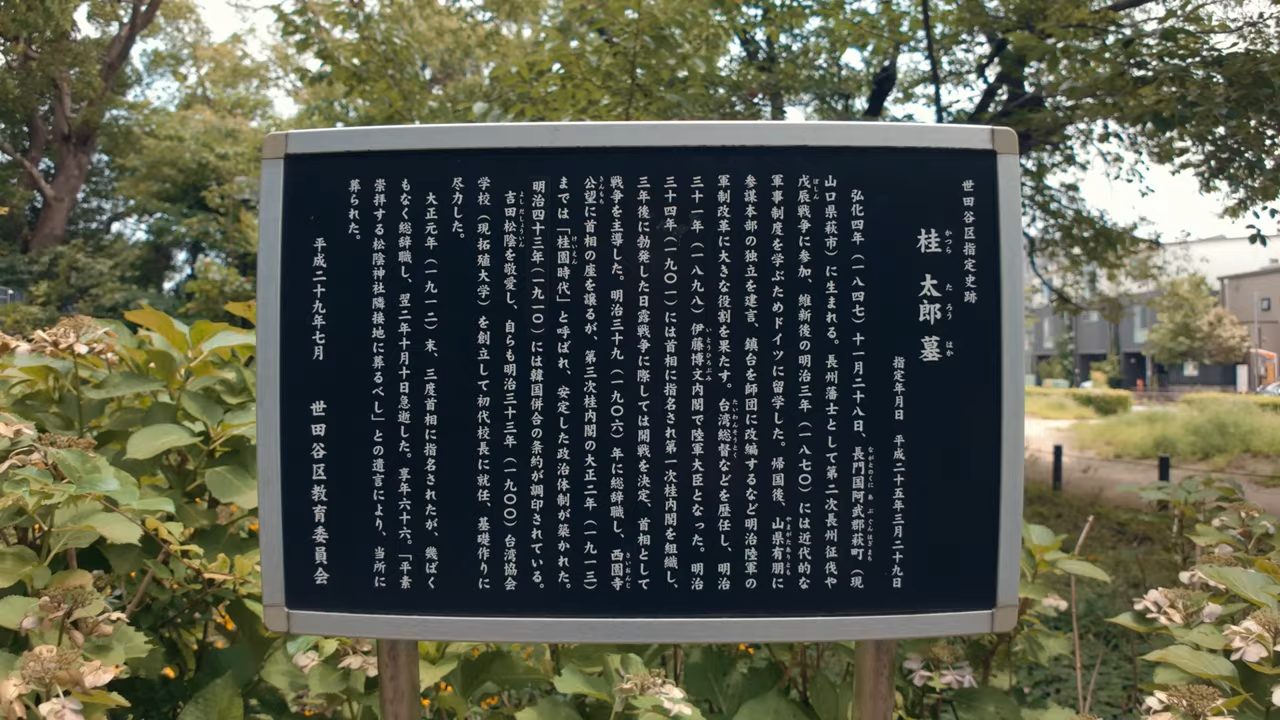 世田谷区指定史跡
桂 太郎 墓
指定年月日 平成二十五年三月二十九日
弘化四年(一八四七)十一月二十八日、長門国阿武郡萩町(現
山口県萩市)に生まれる。長州藩士として第二次長州征伐や
戊辰戦争に参加、維新後の明治三年(一八七〇)には近代的な
軍事制度を学ぶためドイツに留学した。帰国後、山県有朋に
参謀本部の独立を建言、鎮台を師団に改編するなど明治陸軍の
軍制改革に大きな役割を果たす。台湾総督などを歴任し、明治
三十一年(一八九八)伊藤博文内閣で陸軍大臣となった。明治
三十四年(一九〇一)には首相に指名され第一次桂内閣を組織し、
三年後に勃発した日露戦争に際しては開戦を決定、首相として
戦争を主導した。明治三十九(一九〇六)年に総辞職し、西園寺
公望に首相の座を譲るが、第三次桂内閣の大正二年(一九一三)
までは「桂園時代」と呼ばれ、安定した政治体制が築かれた。
明治四十三年(一九一〇)には韓国併合の条約が調印されている。
吉田松陰を敬愛し、自らも明治三十三年(一九〇〇)台湾協会
学校(現拓殖大学)を創立して初代校長に就任、基礎作りに
尽力した。
大正元年(一九一二)末、三度首相に指名されたが、幾ばく
もなく総辞職し、翌二年十月十日急逝した。享年六十六。「平素
崇拝する松陰神社隣接地に葬るべし」との遺言により、当所に
葬られた。
平成二十九年七月
世田谷区教育委員会